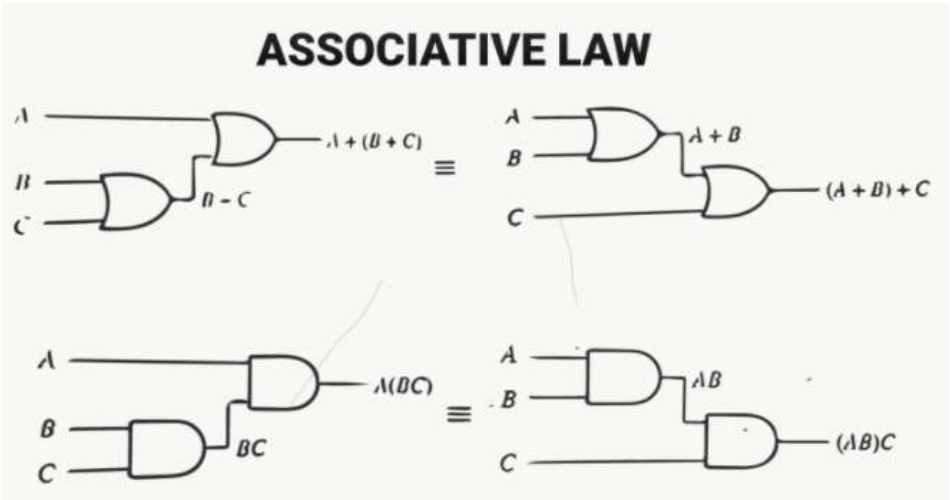 ASSOCIATIVE LAW
A
A + (B + C)
B
B - C
C
≡
A
A + B
B
(A + B) + C
C
A
A(BC)
B
BC
C
≡
A
AB
B
(AB)C
C